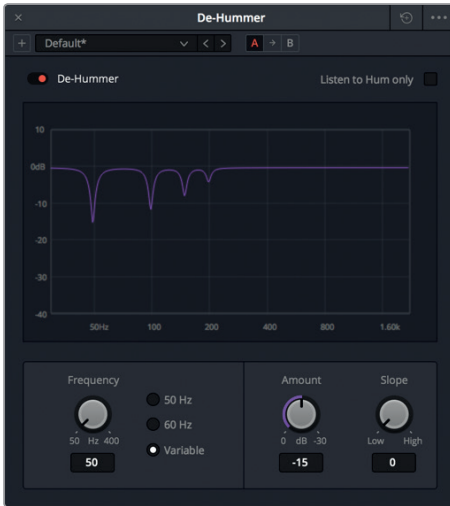 De-Hummer
Default*
A B
De-Hummer
Listen to Hum only
10
0dB
-10
-20
-30
-40
50Hz 100 200 400 800 1.60k
Frequency
50 Hz 400
50
50 Hz
60 Hz
Variable
Amount
0 dB -30
-15
Slope
Low High
0